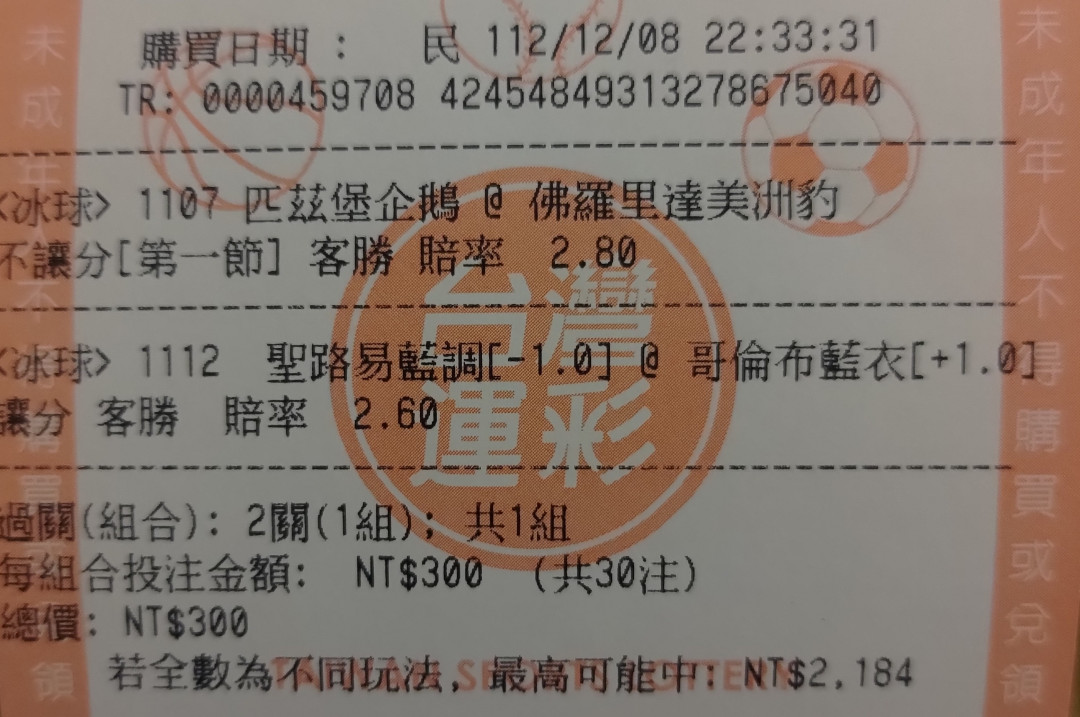 購買日期： 民 112/12/08 22:33:31
TR: 0000459708 42454849313278675040
<冰球> 1107 匹茲堡企鵝 @ 佛羅里達美洲豹
不讓分[第一節] 客勝 賠率 2.80
<冰球> 1112 聖路易藍調[-1.0] @ 哥倫布藍衣[+1.0]
讓分 客勝 賠率 2.60
過關(組合): 2關(1組); 共1組
每組合投注金額: NT$300 (共30注)
總價: NT$300
若全數為不同玩法, 最高可能中: NT$2,184
台灣運彩
未成年人不得購買或兌領
未成年人不得購買或兌領